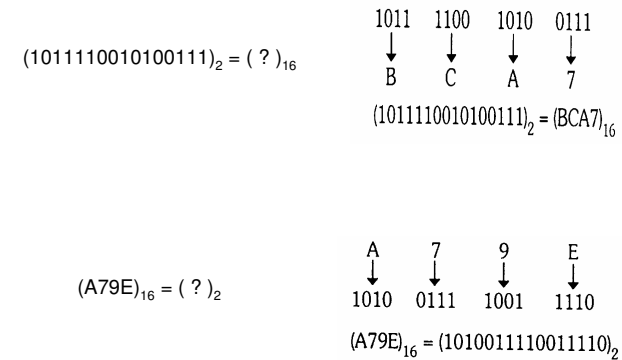 1011 1100 1010 0111
(1011110010100111)₂ = ( ? )₁₆
B C A 7
(1011110010100111)₂ = (BCA7)₁₆
A 7 9 E
(A79E)₁₆ = ( ? )₂
1010 0111 1001 1110
(A79E)₁₆ = (1010011110011110)₂